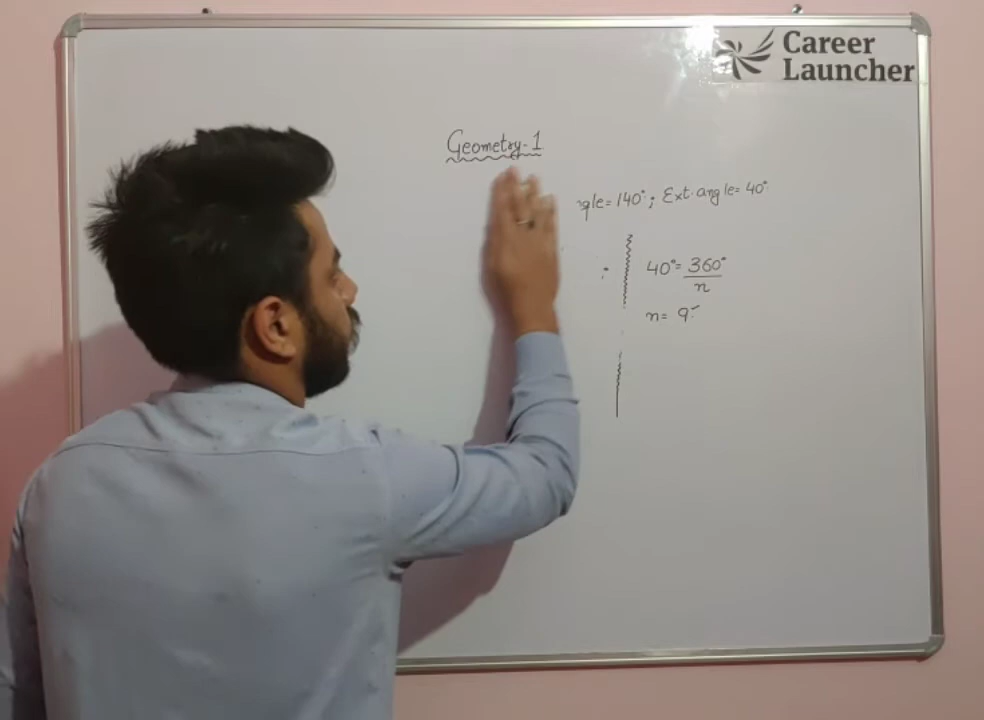 Career
Launcher
Geometry-1
gle = 140°; Ext. angle = 40°
40° = 360°
n
n = 9